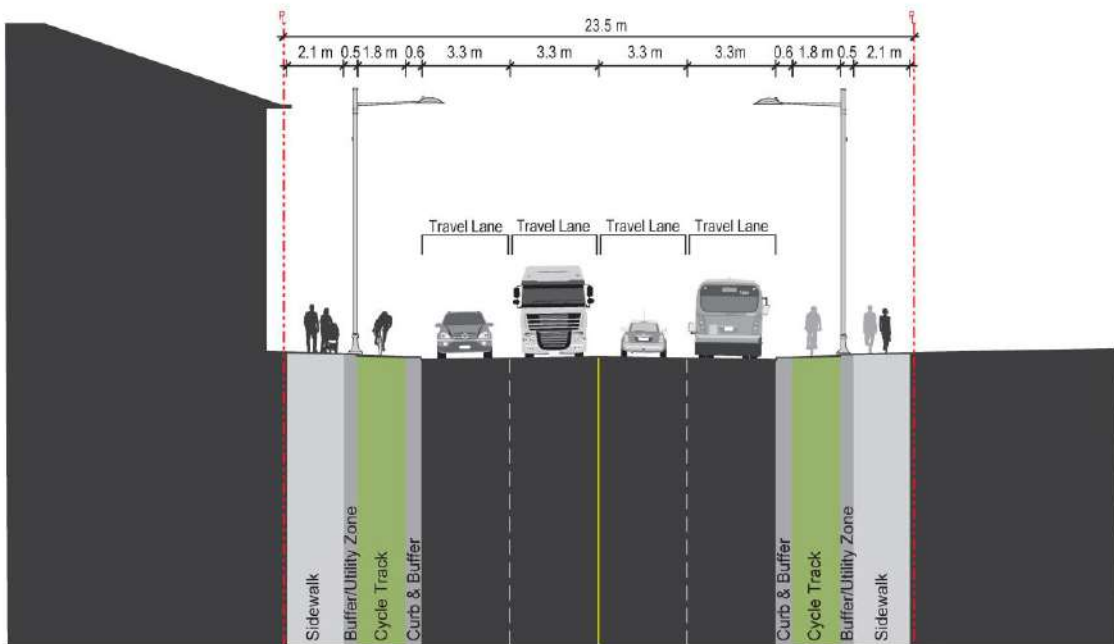 23.5 m
2.1 m 0.5 1.8 m 0.6 3.3 m 3.3 m 3.3 m 3.3m 0.6 1.8 m 0.5 2.1 m
Travel Lane Travel Lane Travel Lane Travel Lane
Sidewalk
Buffer/Utility Zone
Cycle Track
Curb & Buffer
Curb & Buffer
Cycle Track
Buffer/Utility Zone
Sidewalk